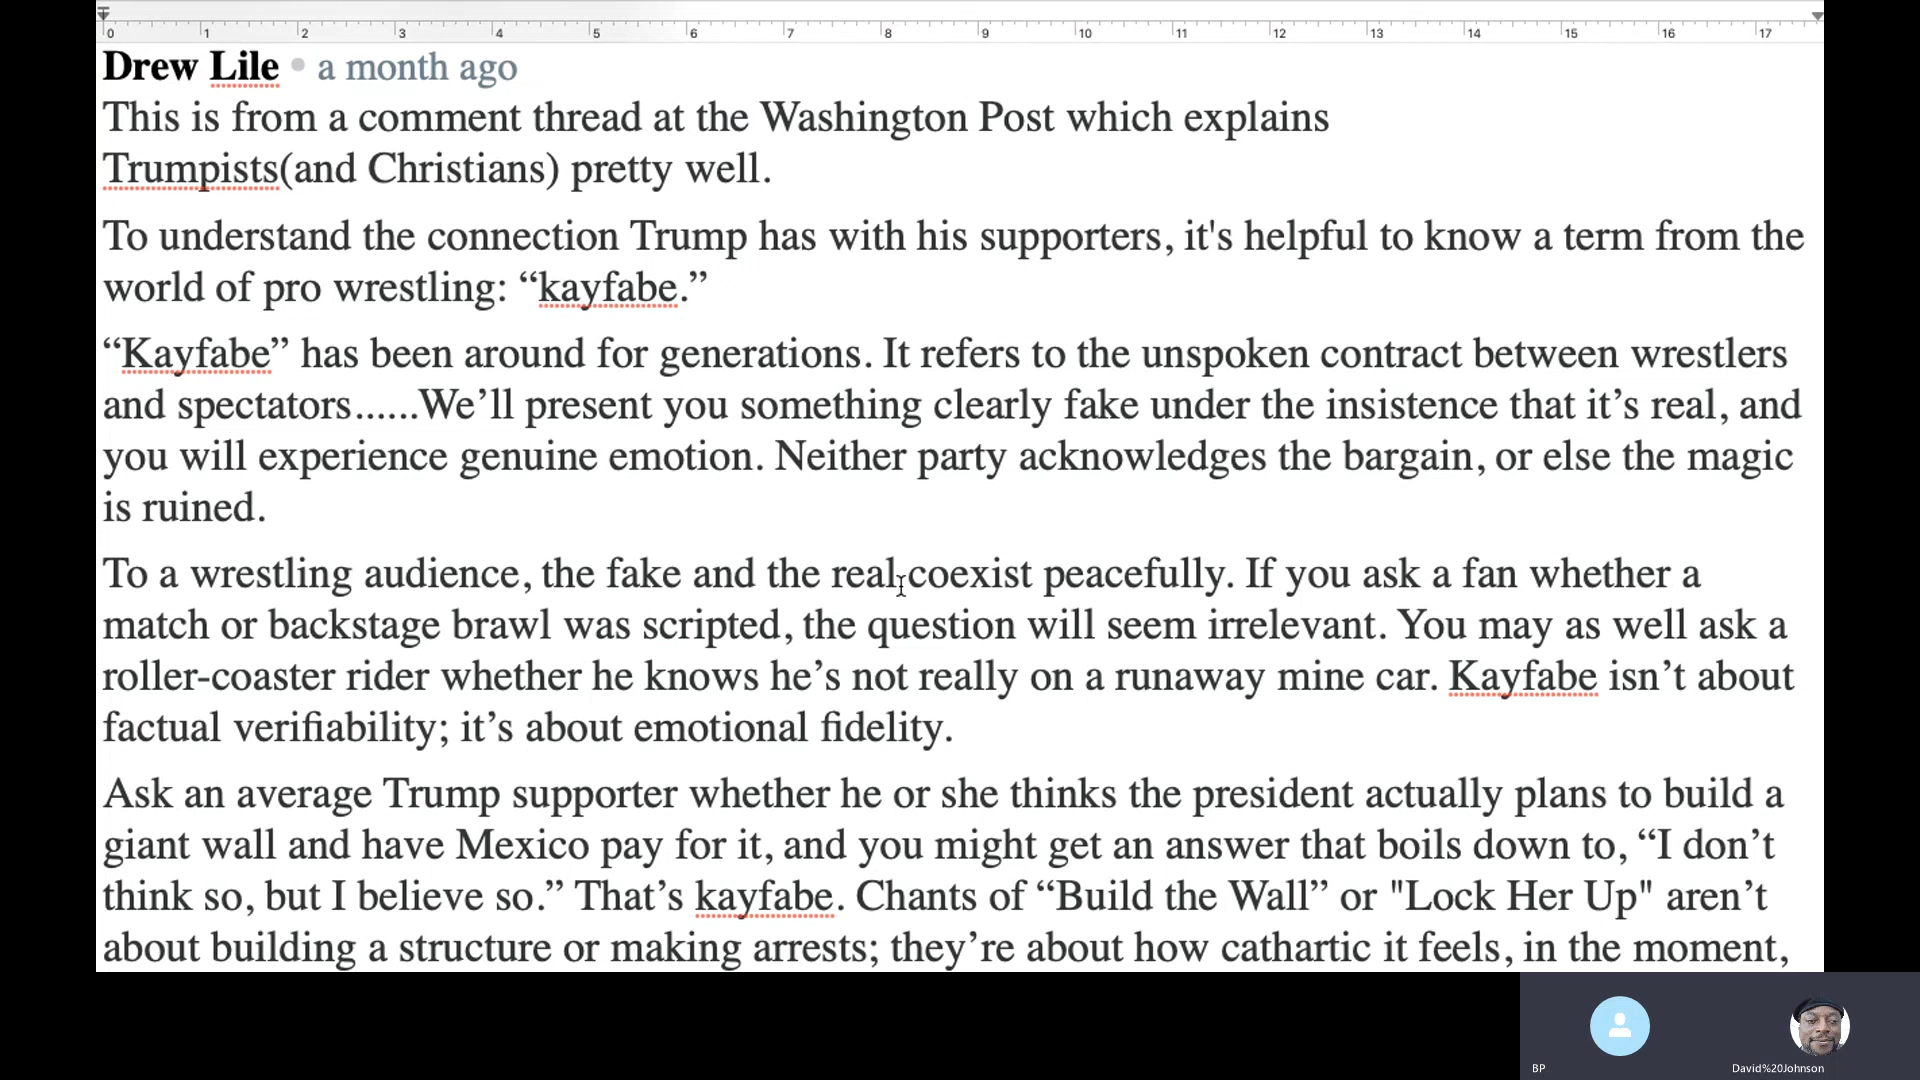 0 1 2 3 4 5 6 7 8 9 10 11 12 13 14 15 16 17
Drew Lile • a month ago
This is from a comment thread at the Washington Post which explains
Trumpists(and Christians) pretty well.
To understand the connection Trump has with his supporters, it's helpful to know a term from the
world of pro wrestling: “kayfabe.”
“Kayfabe” has been around for generations. It refers to the unspoken contract between wrestlers
and spectators......We’ll present you something clearly fake under the insistence that it’s real, and
you will experience genuine emotion. Neither party acknowledges the bargain, or else the magic
is ruined.
To a wrestling audience, the fake and the real coexist peacefully. If you ask a fan whether a
match or backstage brawl was scripted, the question will seem irrelevant. You may as well ask a
roller-coaster rider whether he knows he’s not really on a runaway mine car. Kayfabe isn’t about
factual verifiability; it’s about emotional fidelity.
Ask an average Trump supporter whether he or she thinks the president actually plans to build a
giant wall and have Mexico pay for it, and you might get an answer that boils down to, “I don’t
think so, but I believe so.” That’s kayfabe. Chants of “Build the Wall” or "Lock Her Up" aren’t
about building a structure or making arrests; they’re about how cathartic it feels, in the moment,
BP David%20Johnson